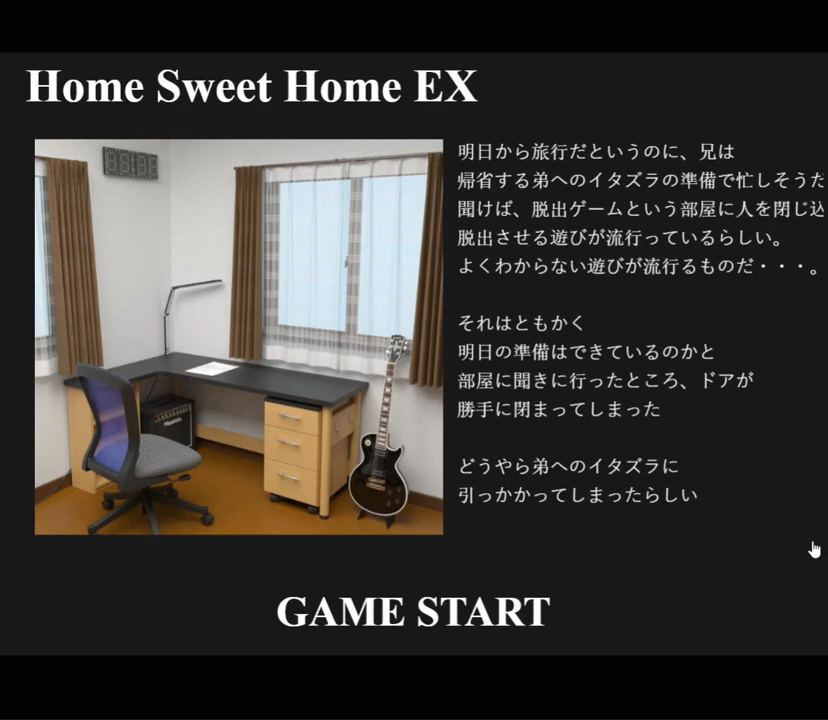 Home Sweet Home EX
明日から旅行だというのに、兄は
帰省する弟へのイタズラの準備で忙しそうだ
聞けば、脱出ゲームという部屋に人を閉じ込
脱出させる遊びが流行っているらしい。
よくわからない遊びが流行るものだ・・・。
それはともかく
明日の準備はできているのかと
部屋に聞きに行ったところ、ドアが
勝手に閉まってしまった
どうやら弟へのイタズラに
引っかかってしまったらしい
GAME START